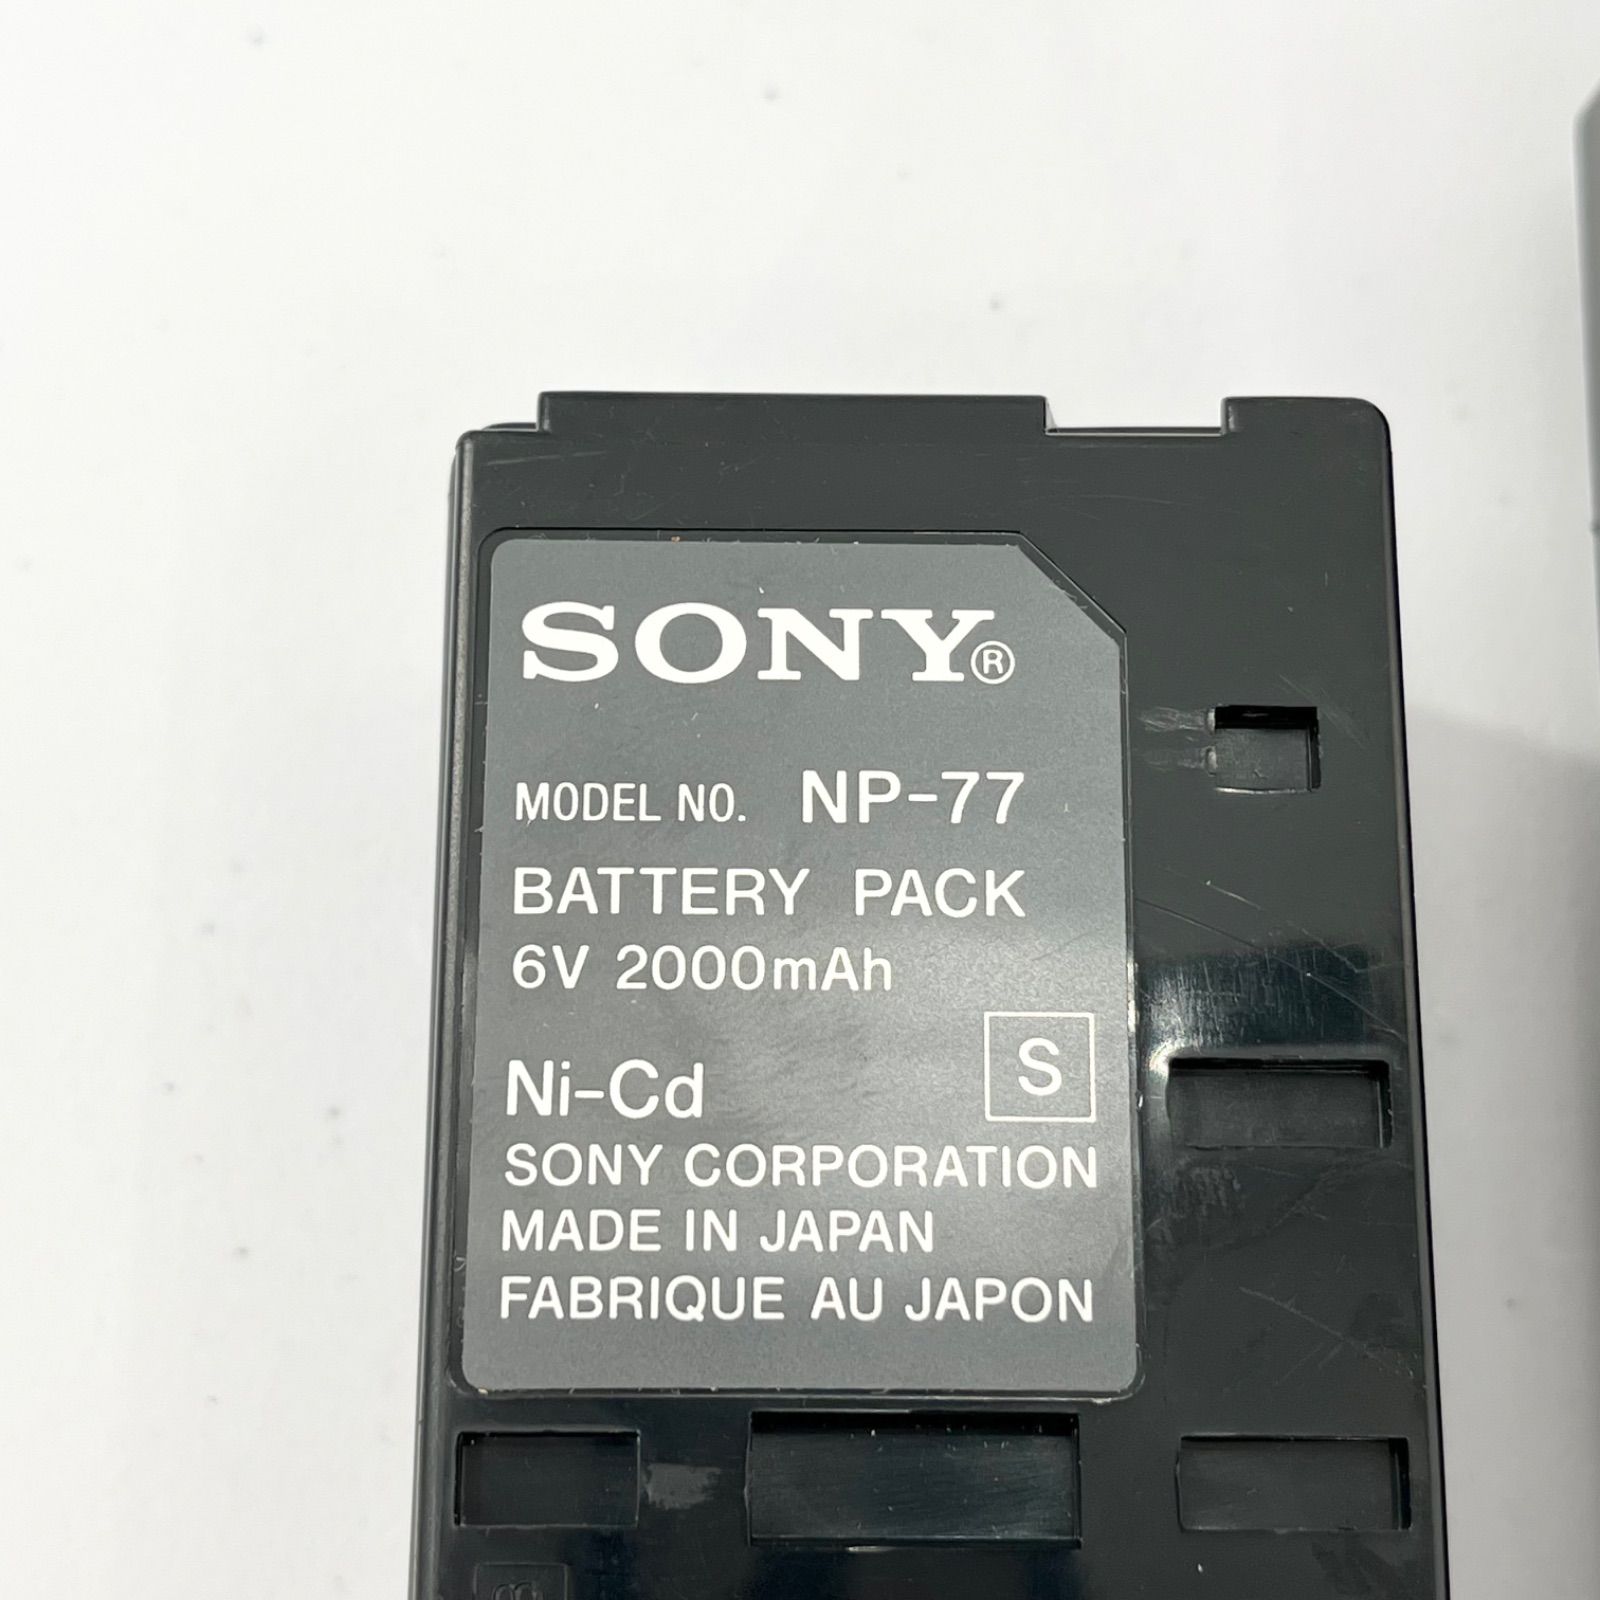 SONY®
MODEL NO. NP-77
BATTERY PACK
6V 2000mAh
Ni-Cd S
SONY CORPORATION
MADE IN JAPAN
FABRIQUE AU JAPON